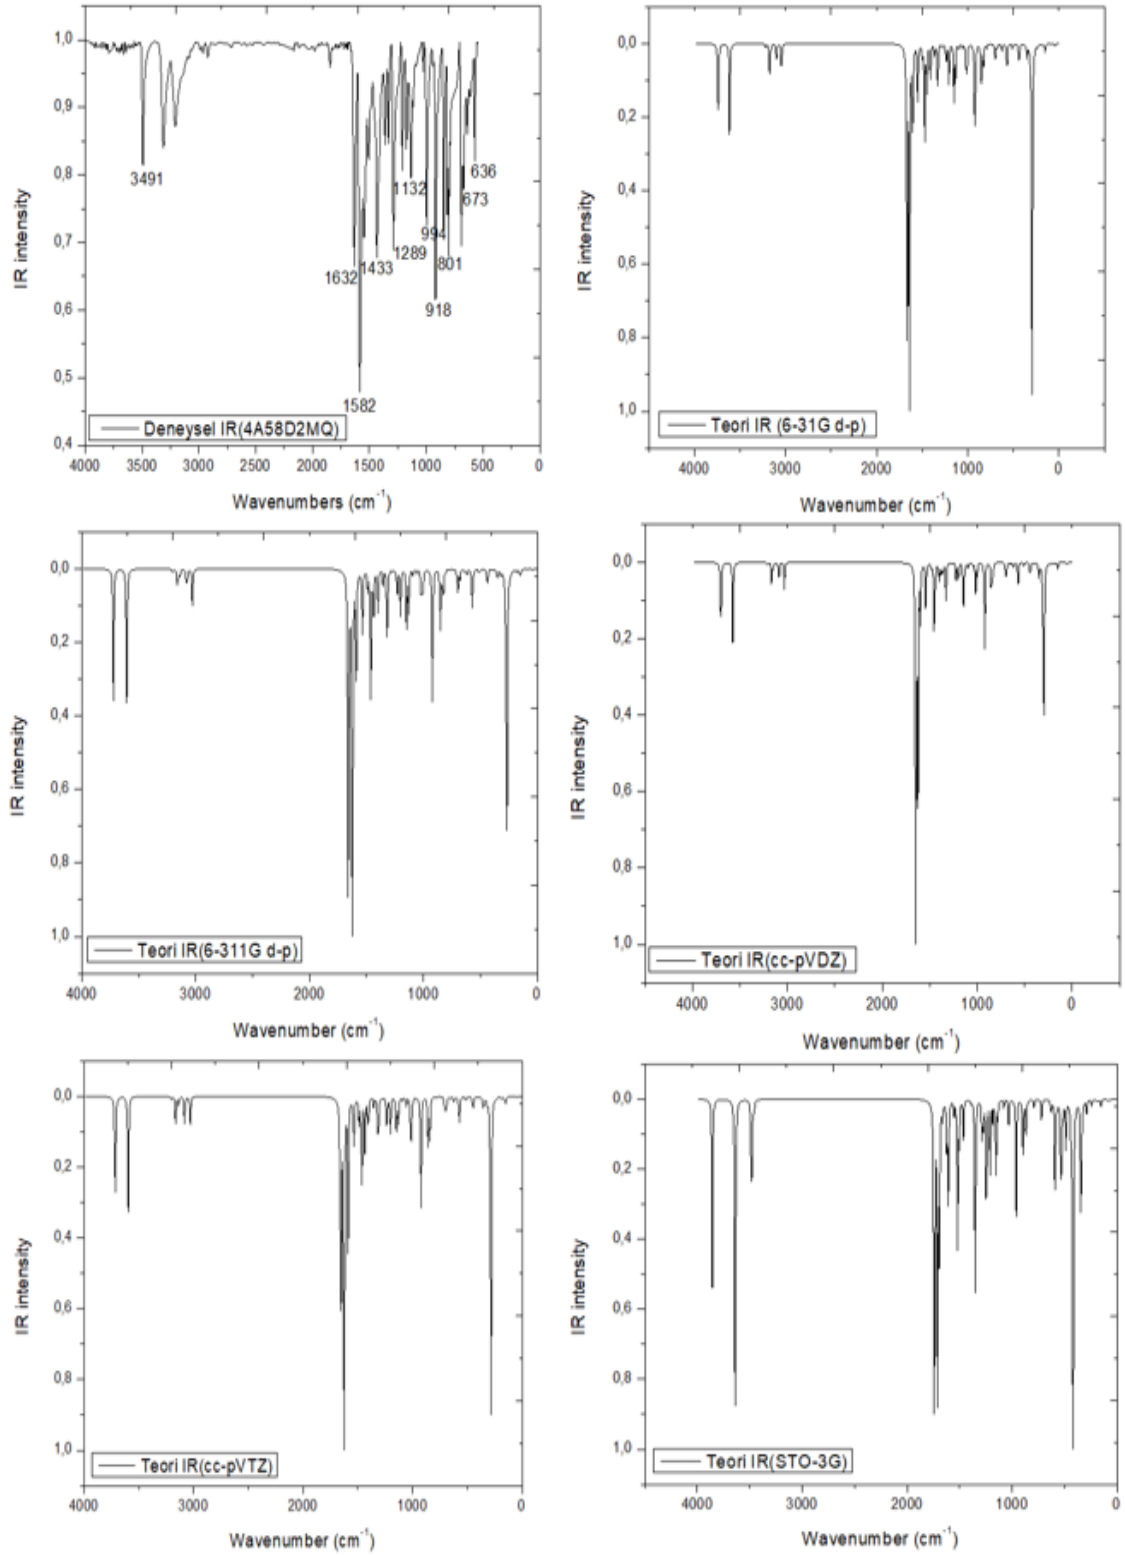 1,0
0,9
0,8
0,7
0,6
0,5
0,4
IR intensity
3491
1632
1582
1433
1289
1132
994
918
801
673
636
Deneysel IR(4A58D2MQ)
4000 3500 3000 2500 2000 1500 1000 500 0
Wavenumbers (cm-1)
0,0
0,2
0,4
0,6
0,8
1,0
IR intensity
Teori IR (6-31G d-p)
4000 3000 2000 1000 0
Wavenumber (cm-1)
0,0
0,2
0,4
0,6
0,8
1,0
IR intensity
Teori IR(6-311G d-p)
4000 3000 2000 1000 0
Wavenumber (cm-1)
0,0
0,2
0,4
0,6
0,8
1,0
IR intensity
Teori IR(cc-pVDZ)
4000 3000 2000 1000 0
Wavenumber (cm-1)
0,0
0,2
0,4
0,6
0,8
1,0
IR intensity
Teori IR(cc-pVTZ)
4000 3000 2000 1000 0
Wavenumber (cm-1)
0,0
0,2
0,4
0,6
0,8
1,0
IR intensity
Teori IR(STO-3G)
4000 3000 2000 1000 0
Wavenumber (cm-1)